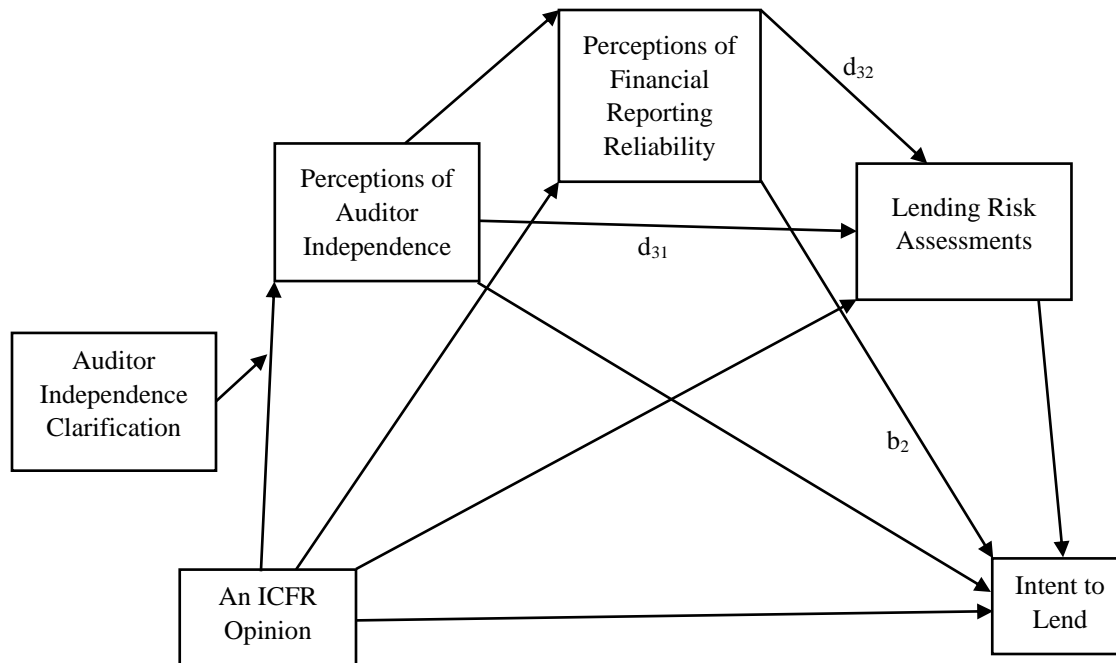 Perceptions of
Financial
Reporting
Reliability
d32
Perceptions of
Auditor
Independence
Lending Risk
Assessments
d31
Auditor
Independence
Clarification
b2
An ICFR
Opinion
Intent to
Lend